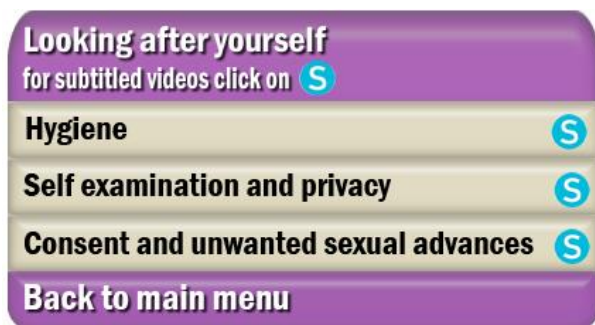 Looking after yourself
for subtitled videos click on S
Hygiene S
Self examination and privacy S
Consent and unwanted sexual advances S
Back to main menu